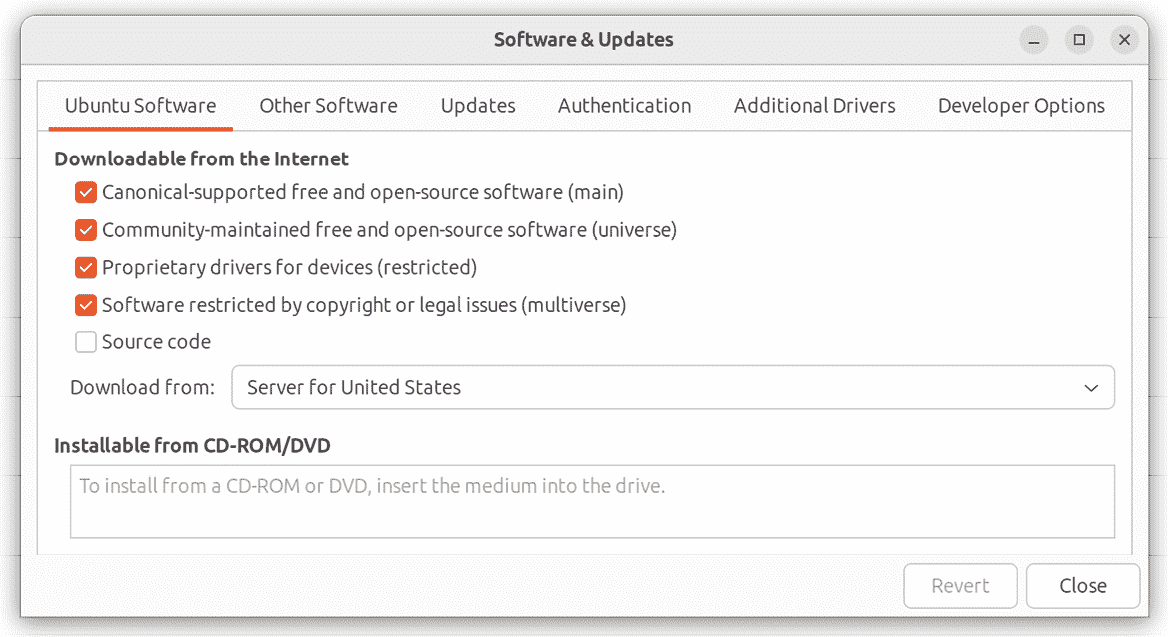 Software & Updates
Ubuntu Software Other Software Updates Authentication Additional Drivers Developer Options
Downloadable from the Internet
Canonical-supported free and open-source software (main)
Community-maintained free and open-source software (universe)
Proprietary drivers for devices (restricted)
Software restricted by copyright or legal issues (multiverse)
Source code
Download from: Server for United States
Installable from CD-ROM/DVD
To install from a CD-ROM or DVD, insert the medium into the drive.
Revert Close